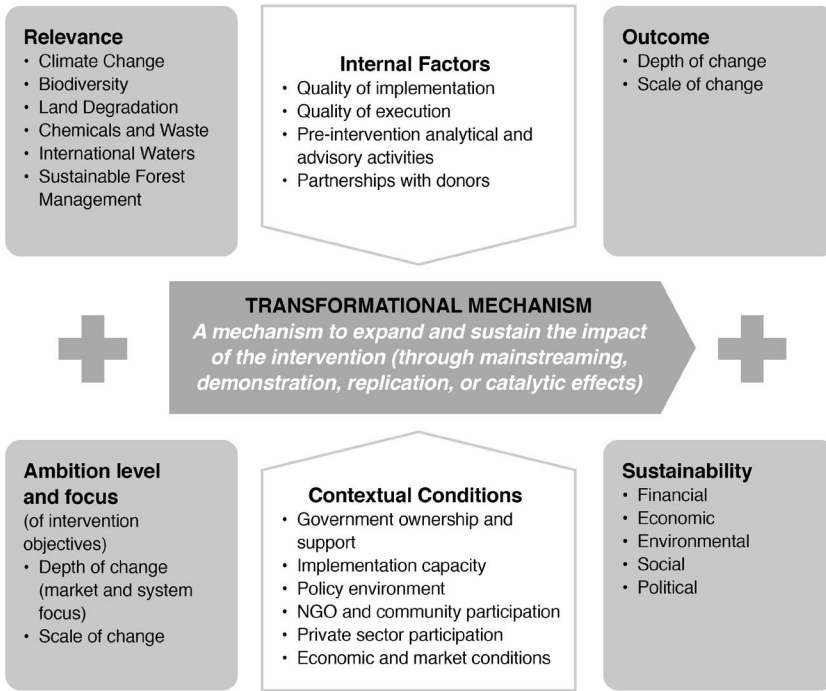 Relevance
• Climate Change
• Biodiversity
• Land Degradation
• Chemicals and Waste
• International Waters
• Sustainable Forest
Management
Internal Factors
• Quality of implementation
• Quality of execution
• Pre-intervention analytical and
advisory activities
• Partnerships with donors
Outcome
• Depth of change
• Scale of change
TRANSFORMATIONAL MECHANISM
A mechanism to expand and sustain the impact
of the intervention (through mainstreaming,
demonstration, replication, or catalytic effects)
Ambition level
and focus
(of intervention
objectives)
• Depth of change
(market and system
focus)
• Scale of change
Contextual Conditions
• Government ownership and
support
• Implementation capacity
• Policy environment
• NGO and community participation
• Private sector participation
• Economic and market conditions
Sustainability
• Financial
• Economic
• Environmental
• Social
• Political